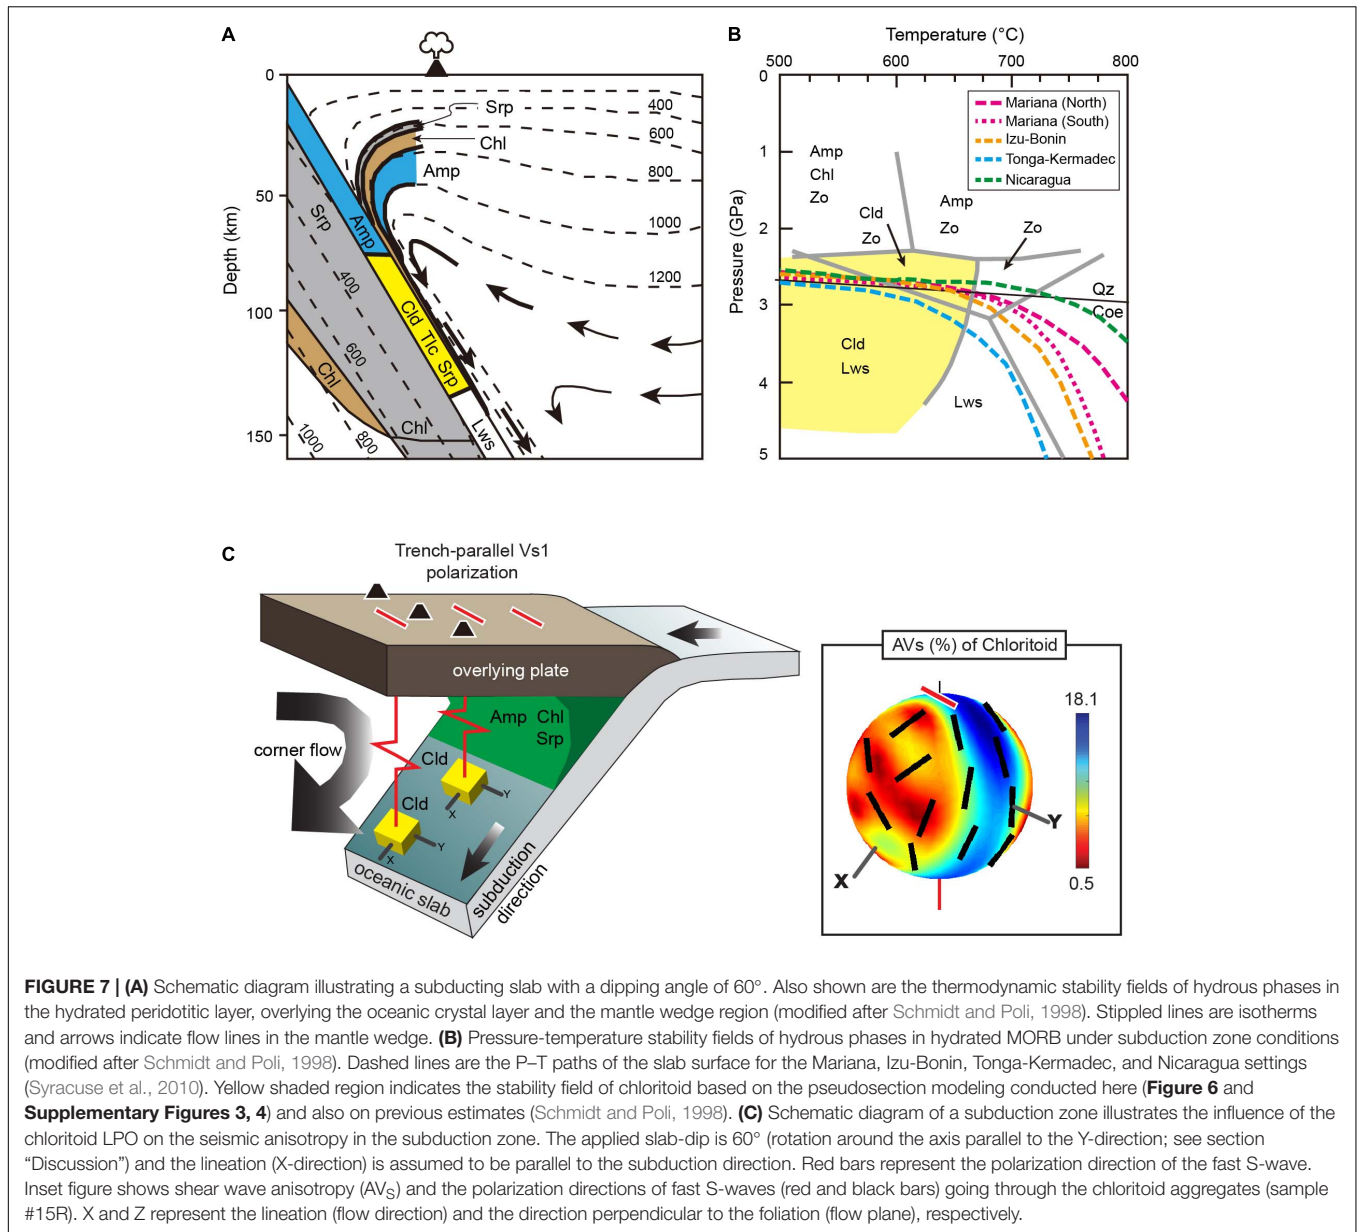 A
0
50
100
150
Depth (km)
Srp
Chl
Amp
400
600
800
1000
1200
Srp
Amp
400
600
Cld Tlc Srp
Chl
Chl
Lws
800
1000
B
Temperature (°C)
500
600
700
800
Pressure (GPa)
0
1
2
3
4
5
Mariana (North)
Mariana (South)
Izu-Bonin
Tonga-Kermadec
Nicaragua
Amp
Chl
Zo
Cld
Zo
Amp
Zo
Zo
Qz
Coe
Cld
Lws
Lws
C
Trench-parallel Vs1
polarization
overlying plate
Amp Chl
Srp
corner flow
Cld
Cld
X
Y
X
Y
oceanic slab
subduction
direction
AVs (%) of Chloritoid
18.1
0.5
X
Y
FIGURE 7 | (A) Schematic diagram illustrating a subducting slab with a dipping angle of 60°. Also shown are the thermodynamic stability fields of hydrous phases in
the hydrated peridotitic layer, overlying the oceanic crystal layer and the mantle wedge region (modified after Schmidt and Poli, 1998). Stippled lines are isotherms
and arrows indicate flow lines in the mantle wedge. (B) Pressure-temperature stability fields of hydrous phases in hydrated MORB under subduction zone conditions
(modified after Schmidt and Poli, 1998). Dashed lines are the P–T paths of the slab surface for the Mariana, Izu-Bonin, Tonga-Kermadec, and Nicaragua settings
(Syracuse et al., 2010). Yellow shaded region indicates the stability field of chloritoid based on the pseudosection modeling conducted here (Figure 6 and
Supplementary Figures 3, 4) and also on previous estimates (Schmidt and Poli, 1998). (C) Schematic diagram of a subduction zone illustrates the influence of the
chloritoid LPO on the seismic anisotropy in the subduction zone. The applied slab-dip is 60° (rotation around the axis parallel to the Y-direction; see section
“Discussion”) and the lineation (X-direction) is assumed to be parallel to the subduction direction. Red bars represent the polarization direction of the fast S-wave.
Inset figure shows shear wave anisotropy (AVS) and the polarization directions of fast S-waves (red and black bars) going through the chloritoid aggregates (sample
#15R). X and Z represent the lineation (flow direction) and the direction perpendicular to the foliation (flow plane), respectively.